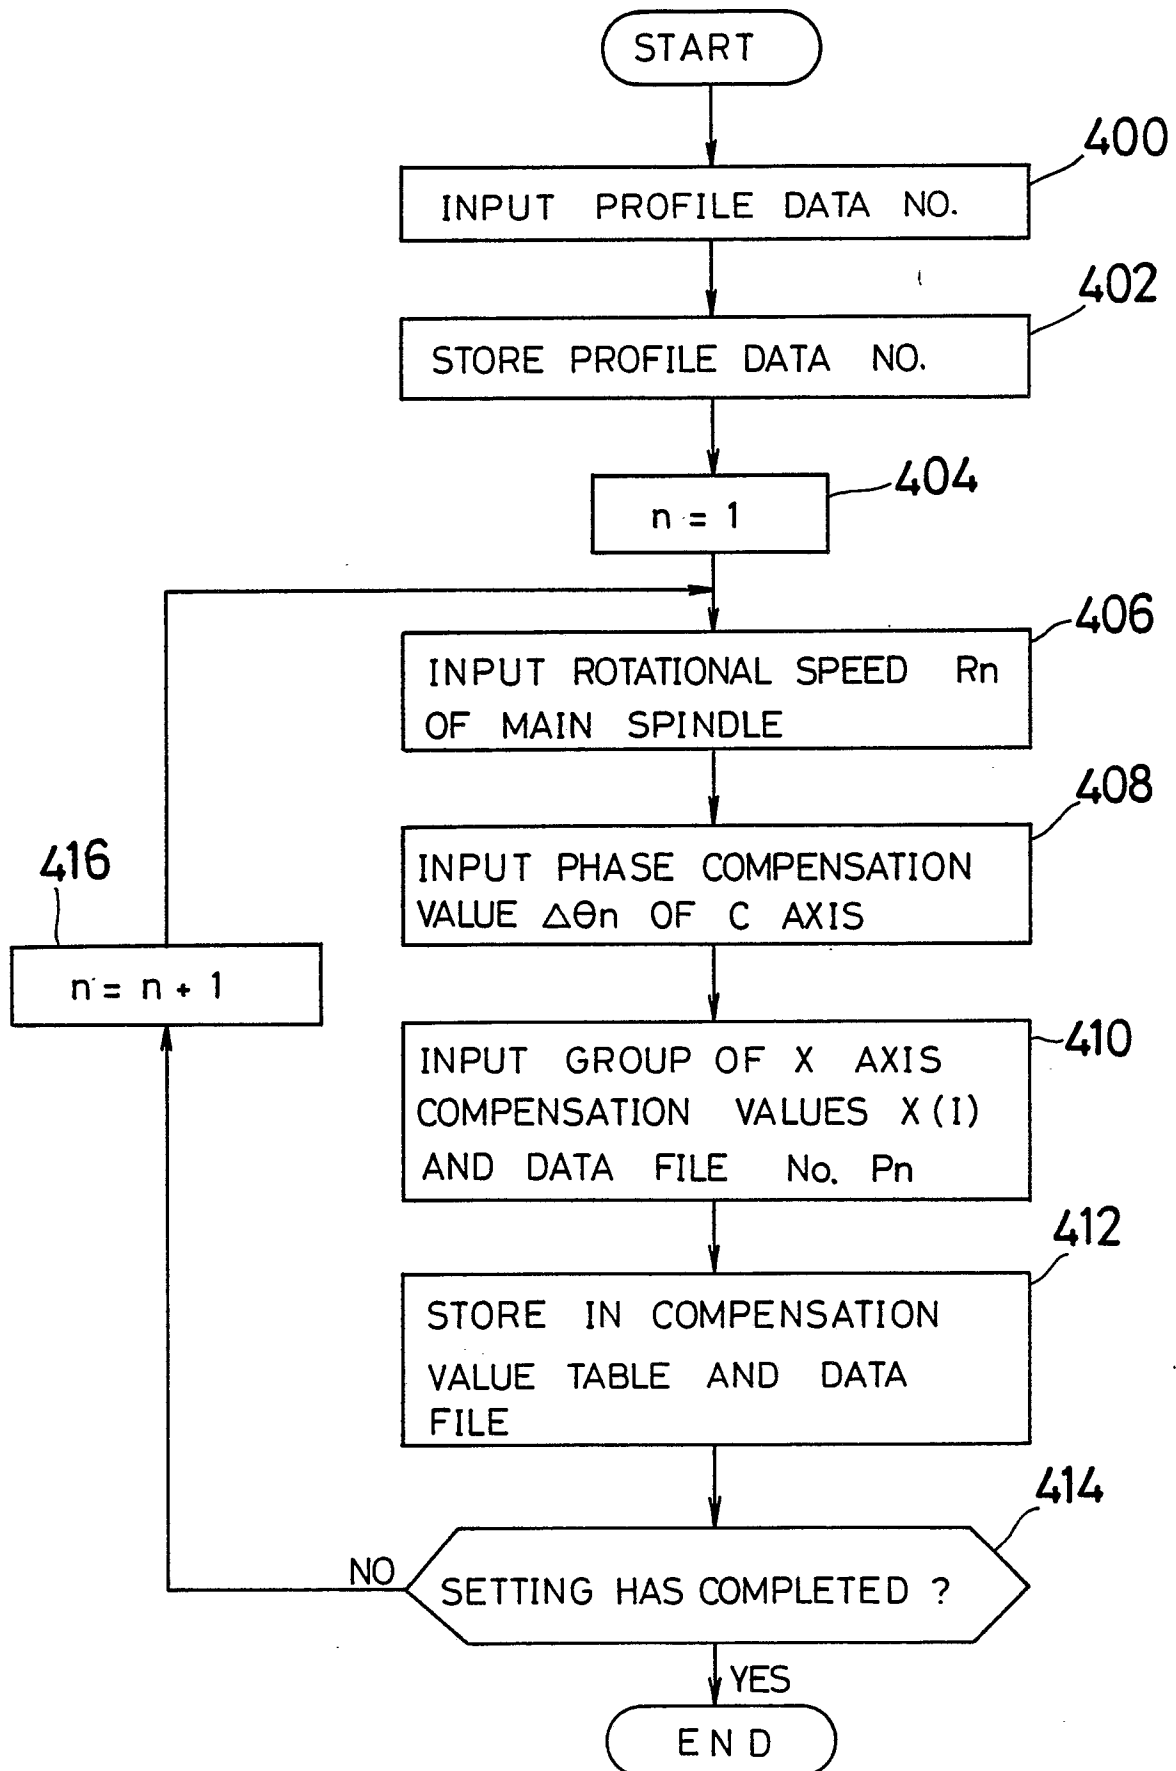 START
400
INPUT PROFILE DATA NO.
402
STORE PROFILE DATA NO.
404
n = 1
406
INPUT ROTATIONAL SPEED Rn
OF MAIN SPINDLE
408
INPUT PHASE COMPENSATION
VALUE Δθn OF C AXIS
416
n = n + 1
410
INPUT GROUP OF X AXIS
COMPENSATION VALUES X(I)
AND DATA FILE No. Pn
412
STORE IN COMPENSATION
VALUE TABLE AND DATA
FILE
414
NO
SETTING HAS COMPLETED ?
YES
END